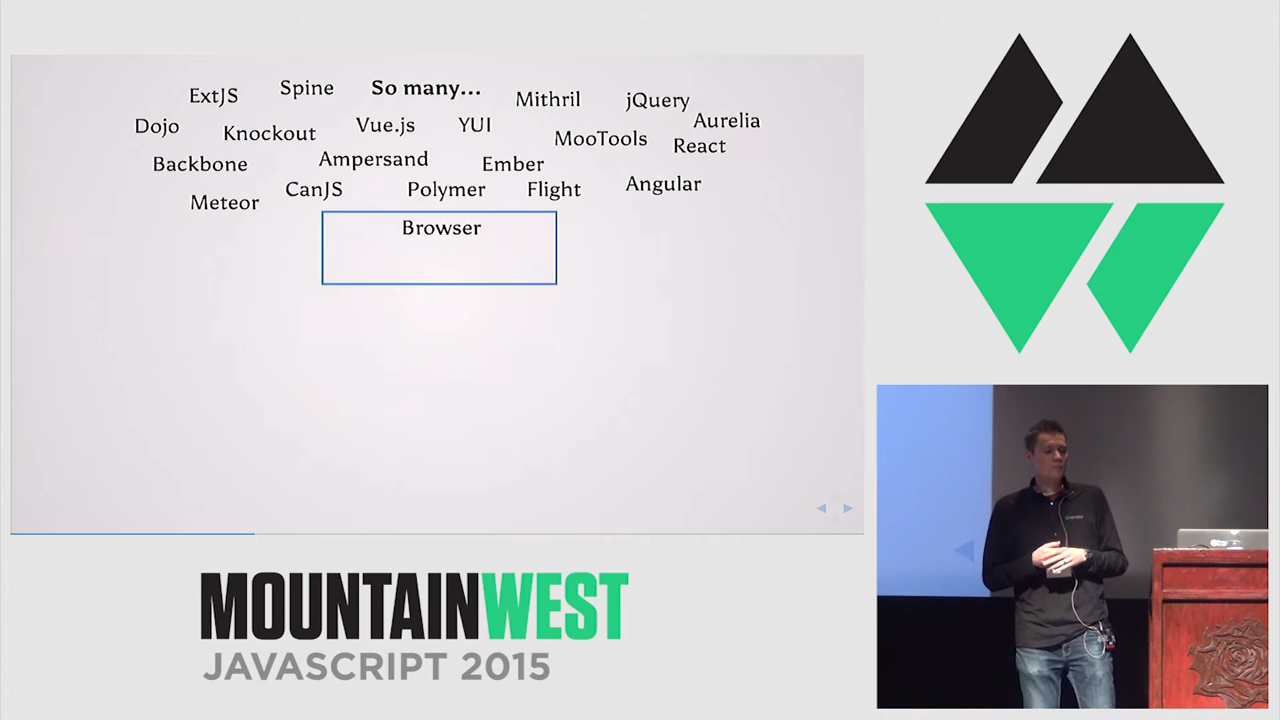 So many...
ExtJS Spine Mithril jQuery
Dojo Knockout Vue.js YUI MooTools Aurelia
React
Backbone Ampersand Ember
Meteor CanJS Polymer Flight Angular
Browser
MOUNTAINWEST
JAVASCRIPT 2015